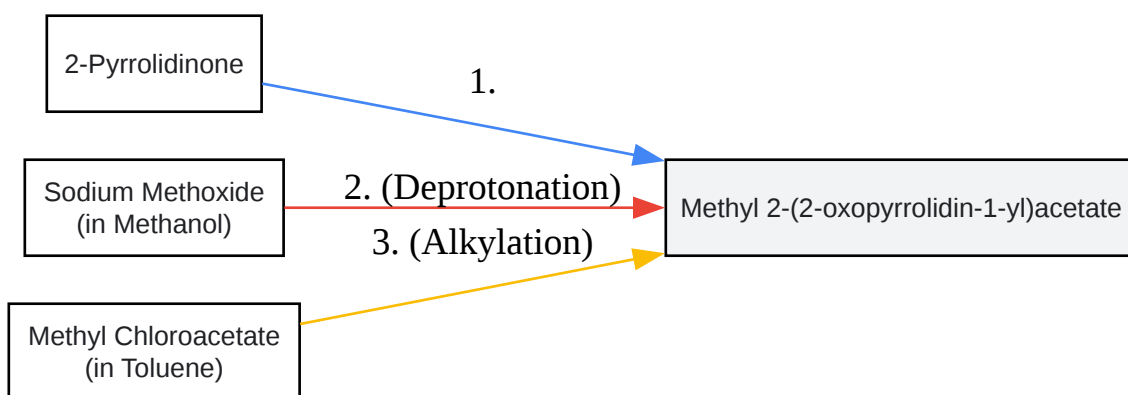 2-Pyrrolidinone
1.
Sodium Methoxide
(in Methanol)
2. (Deprotonation)
Methyl 2-(2-oxopyrrolidin-1-yl)acetate
3. (Alkylation)
Methyl Chloroacetate
(in Toluene)